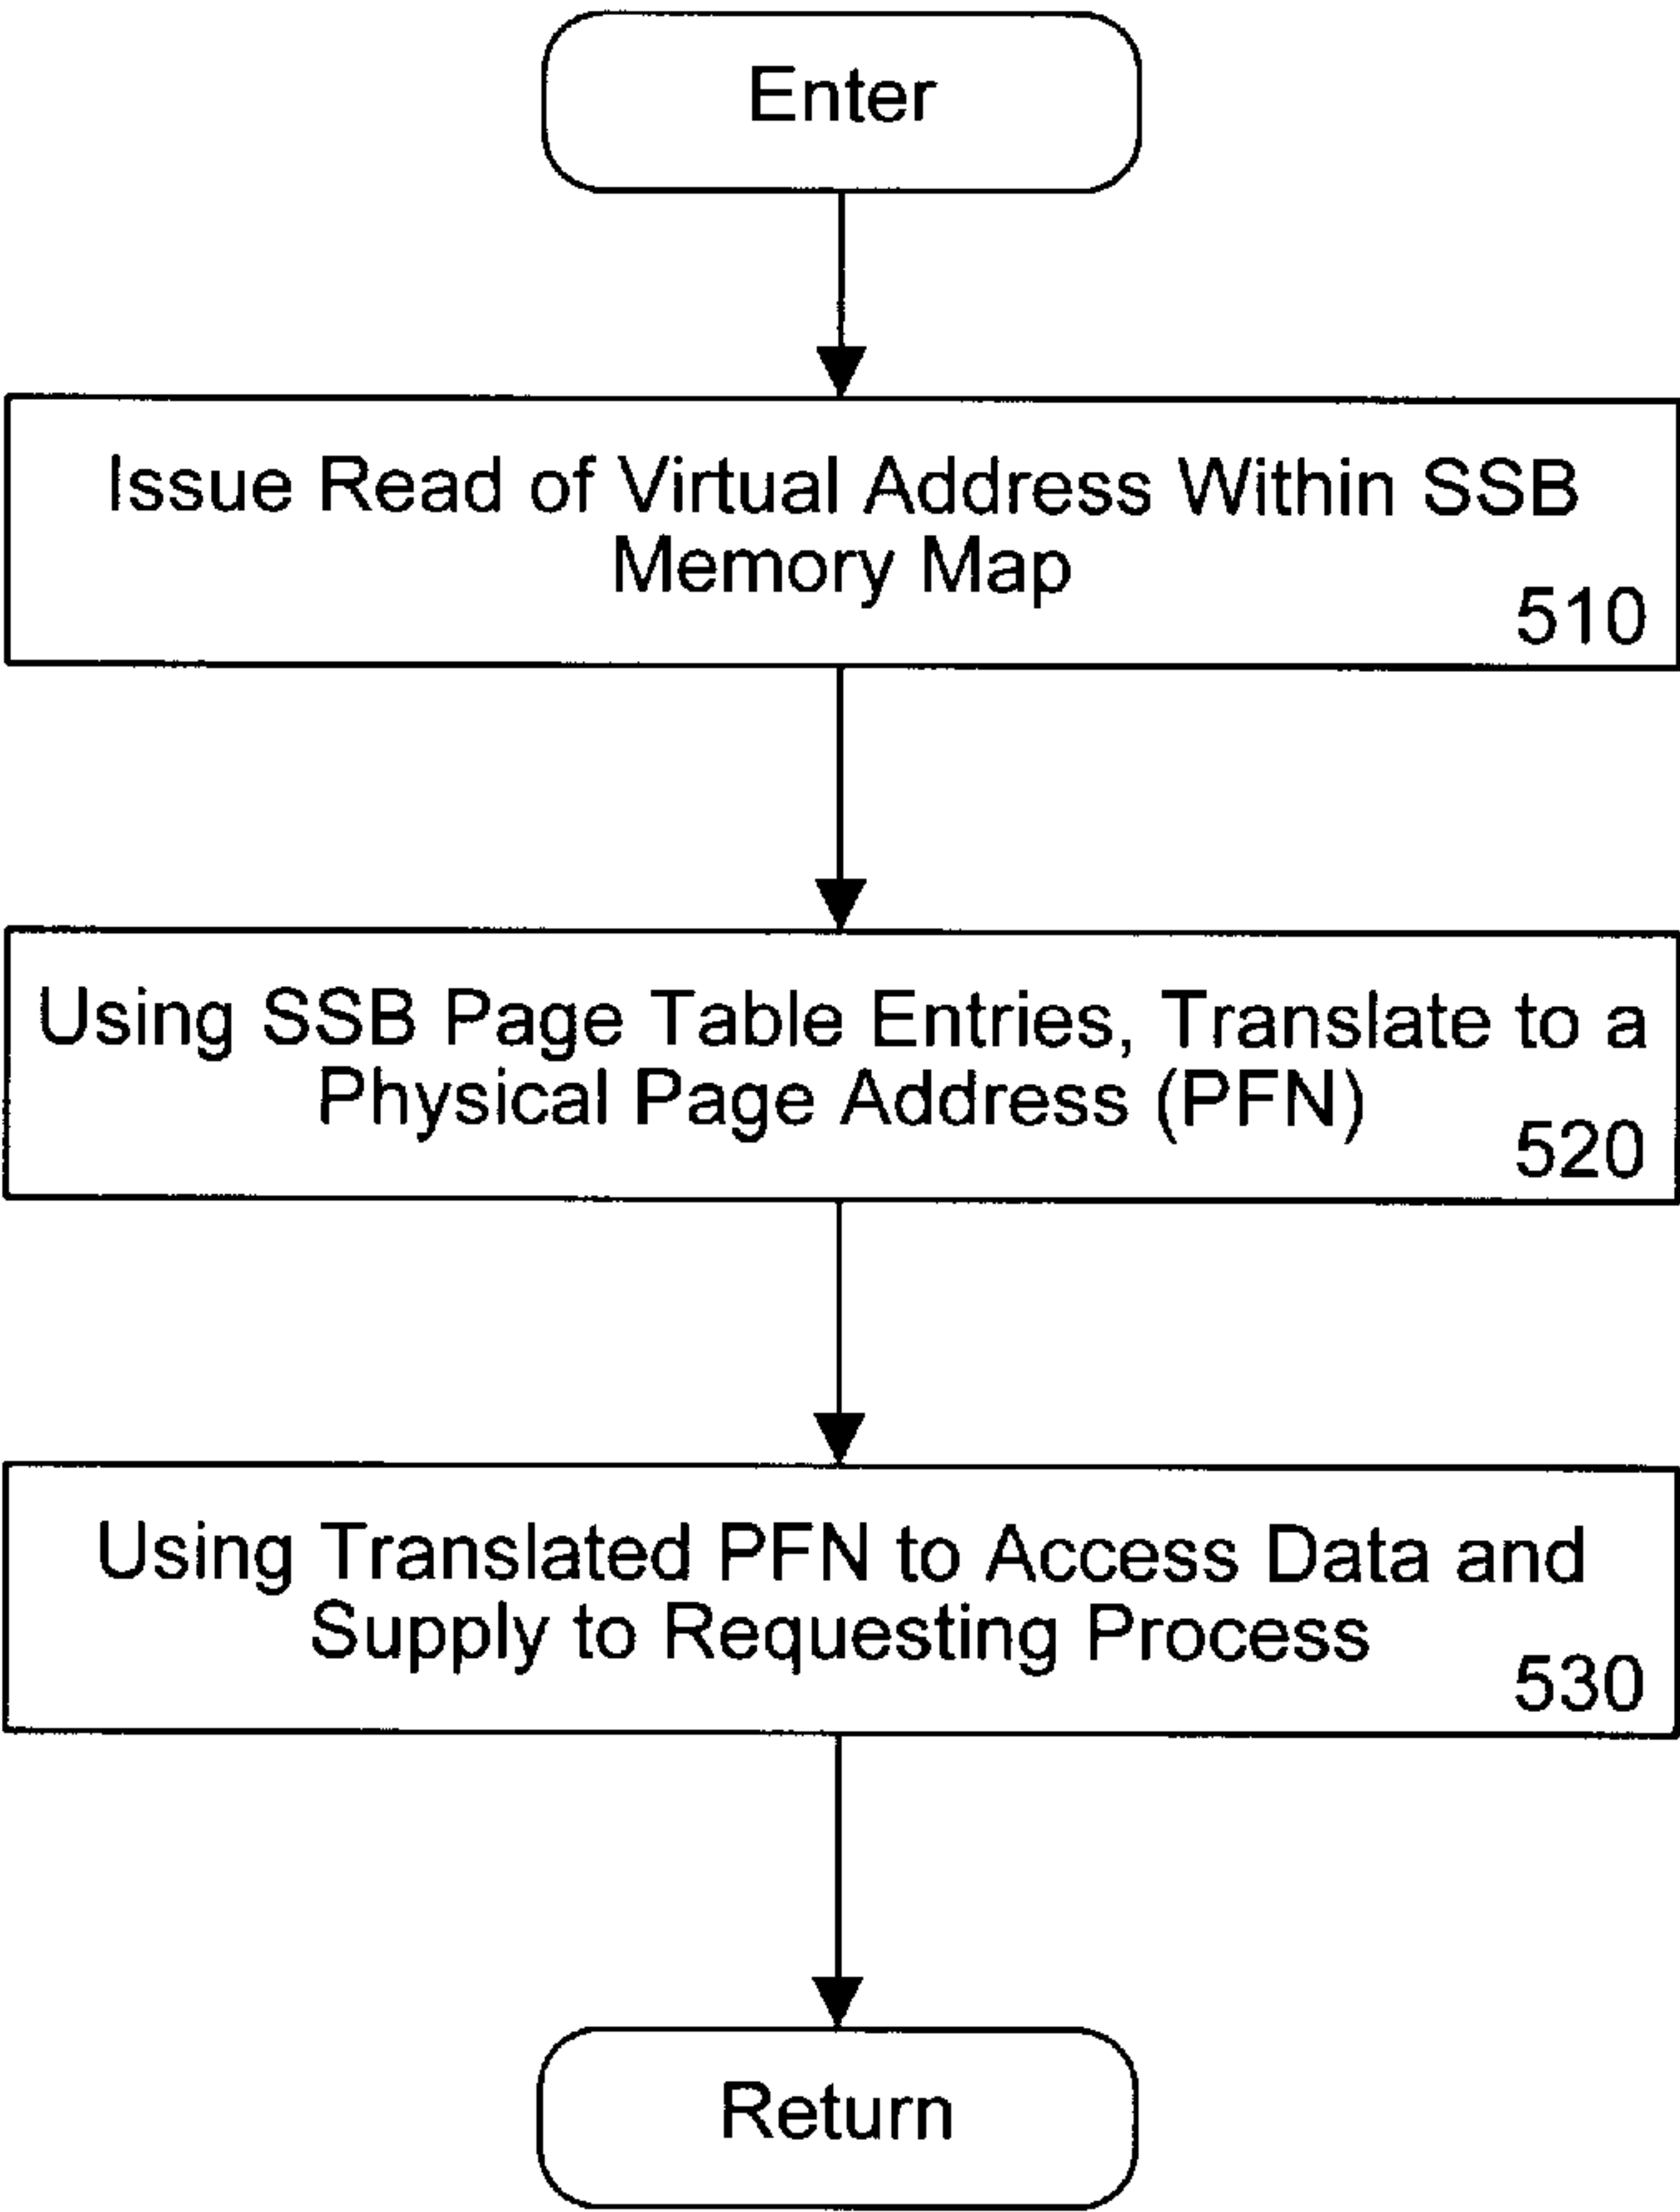 Enter
Issue Read of Virtual Address Within SSB
Memory Map
510
Using SSB Page Table Entries, Translate to a
Physical Page Address (PFN)
520
Using Translated PFN to Access Data and
Supply to Requesting Process
530
Return